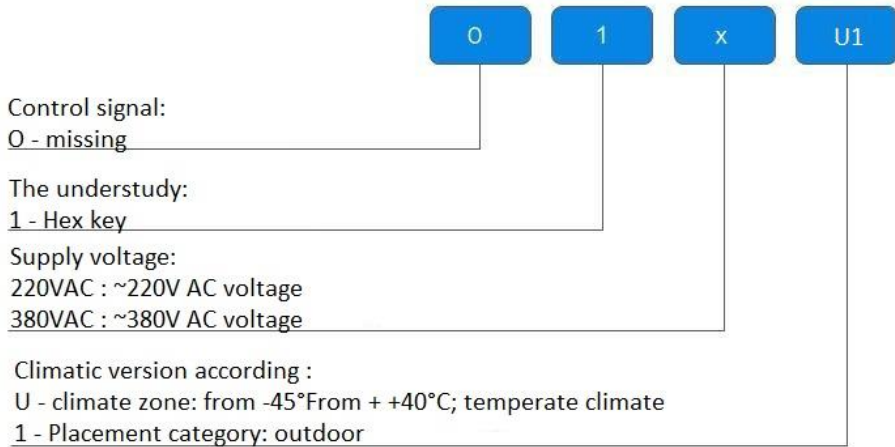 0 1 x U1
Control signal:
O - missing
The understudy:
1 - Hex key
Supply voltage:
220VAC : ~220V AC voltage
380VAC : ~380V AC voltage
Climatic version according :
U - climate zone: from -45°From + +40°C; temperate climate
1 - Placement category: outdoor